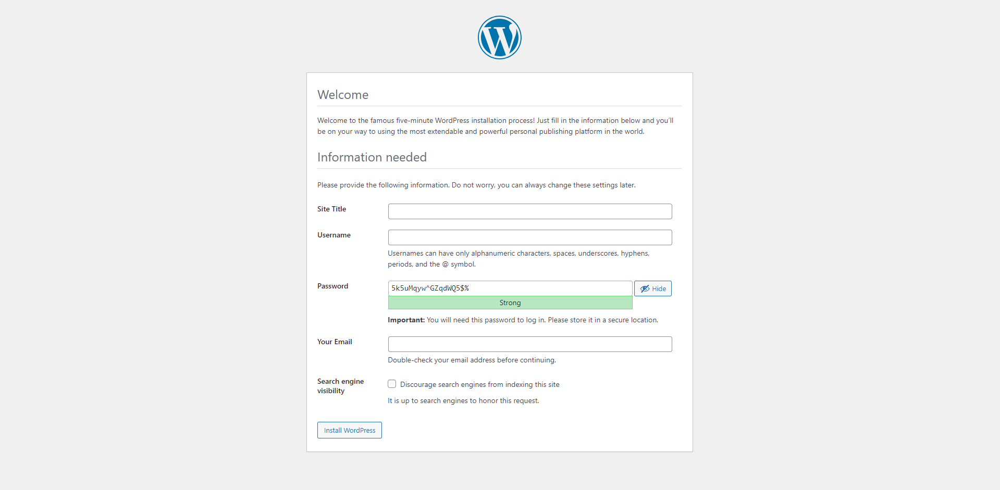 Welcome
Welcome to the famous five-minute WordPress installation process! Just fill in the information below and you’ll
be on your way to using the most extendable and powerful personal publishing platform in the world.
Information needed
Please provide the following information. Do not worry, you can always change these settings later.
Site Title
Username
Usernames can have only alphanumeric characters, spaces, underscores, hyphens,
periods, and the @ symbol.
Password
5k5uMqyw^GZqdWQ5$%
Hide
Strong
Important: You will need this password to log in. Please store it in a secure location.
Your Email
Double-check your email address before continuing.
Search engine
visibility
Discourage search engines from indexing this site
It is up to search engines to honor this request.
Install WordPress